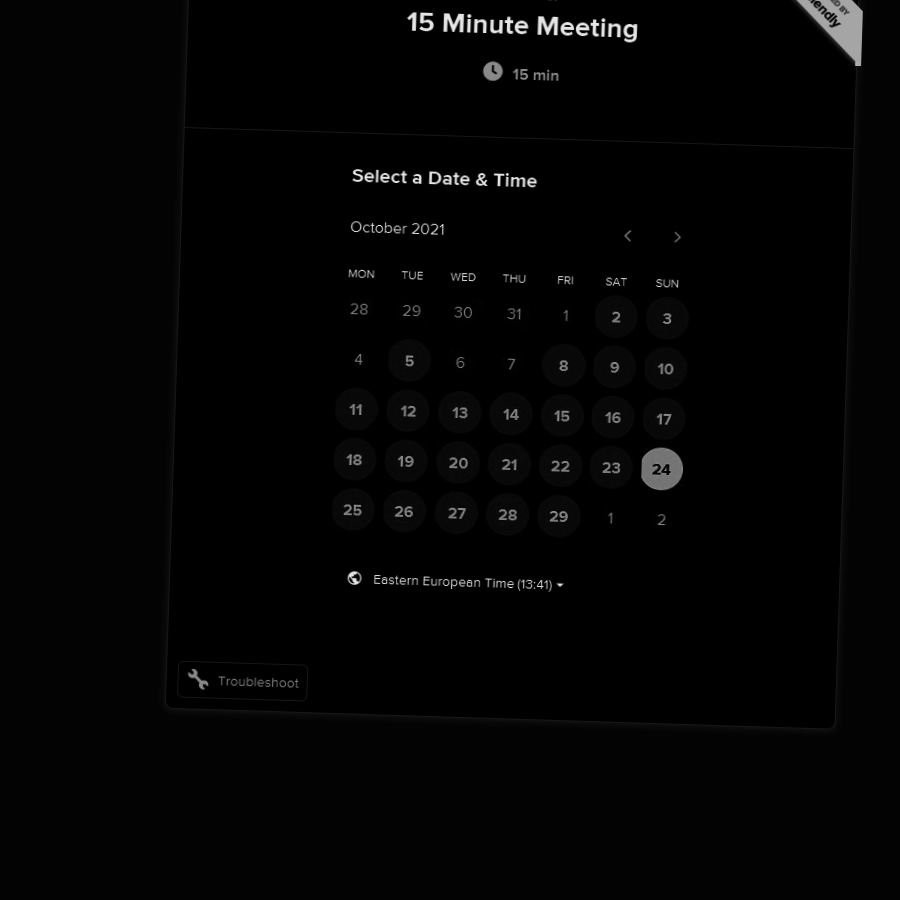 15 Minute Meeting
15 min
Select a Date & Time
October 2021
MON TUE WED THU FRI SAT SUN
28 29 30 31 1 2 3
4 5 6 7 8 9 10
11 12 13 14 15 16 17
18 19 20 21 22 23 24
25 26 27 28 29 1 2
Eastern European Time (13:41)
Troubleshoot